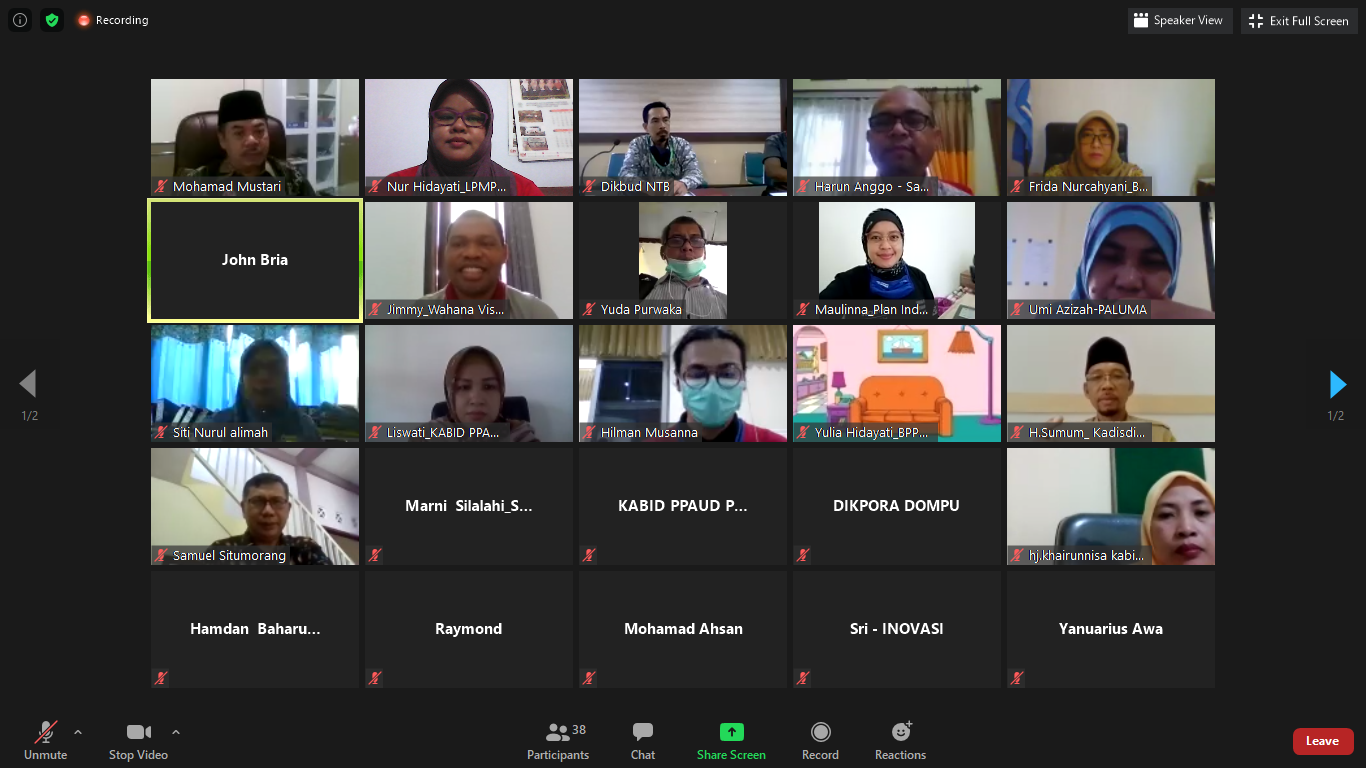 Recording
Speaker View
Exit Full Screen
Mohamad Mustari
Nur Hidayati_LPMP...
Dikbud NTB
Harun Anggo - Sa...
Frida Nurcahyani_B...
John Bria
Jimmy_Wahana Vis...
Yuda Purwaka
Maulinna_Plan Ind...
Umi Azizah-PALUMA
Siti Nurul alimah
Liswati_KABID PPA...
Hilman Musanna
Yulia Hidayati_BPP...
H.Sumum_ Kadisdi...
1/2
1/2
Samuel Situmorang
Marni Silalahi_S...
KABID PPAUD P...
DIKPORA DOMPU
hj.khairunnisa kabi...
Hamdan Baharu...
Raymond
Mohamad Ahsan
Sri - INOVASI
Yanuarius Awa
Unmute
Stop Video
38
Participants
Chat
Share Screen
Record
Reactions
Leave